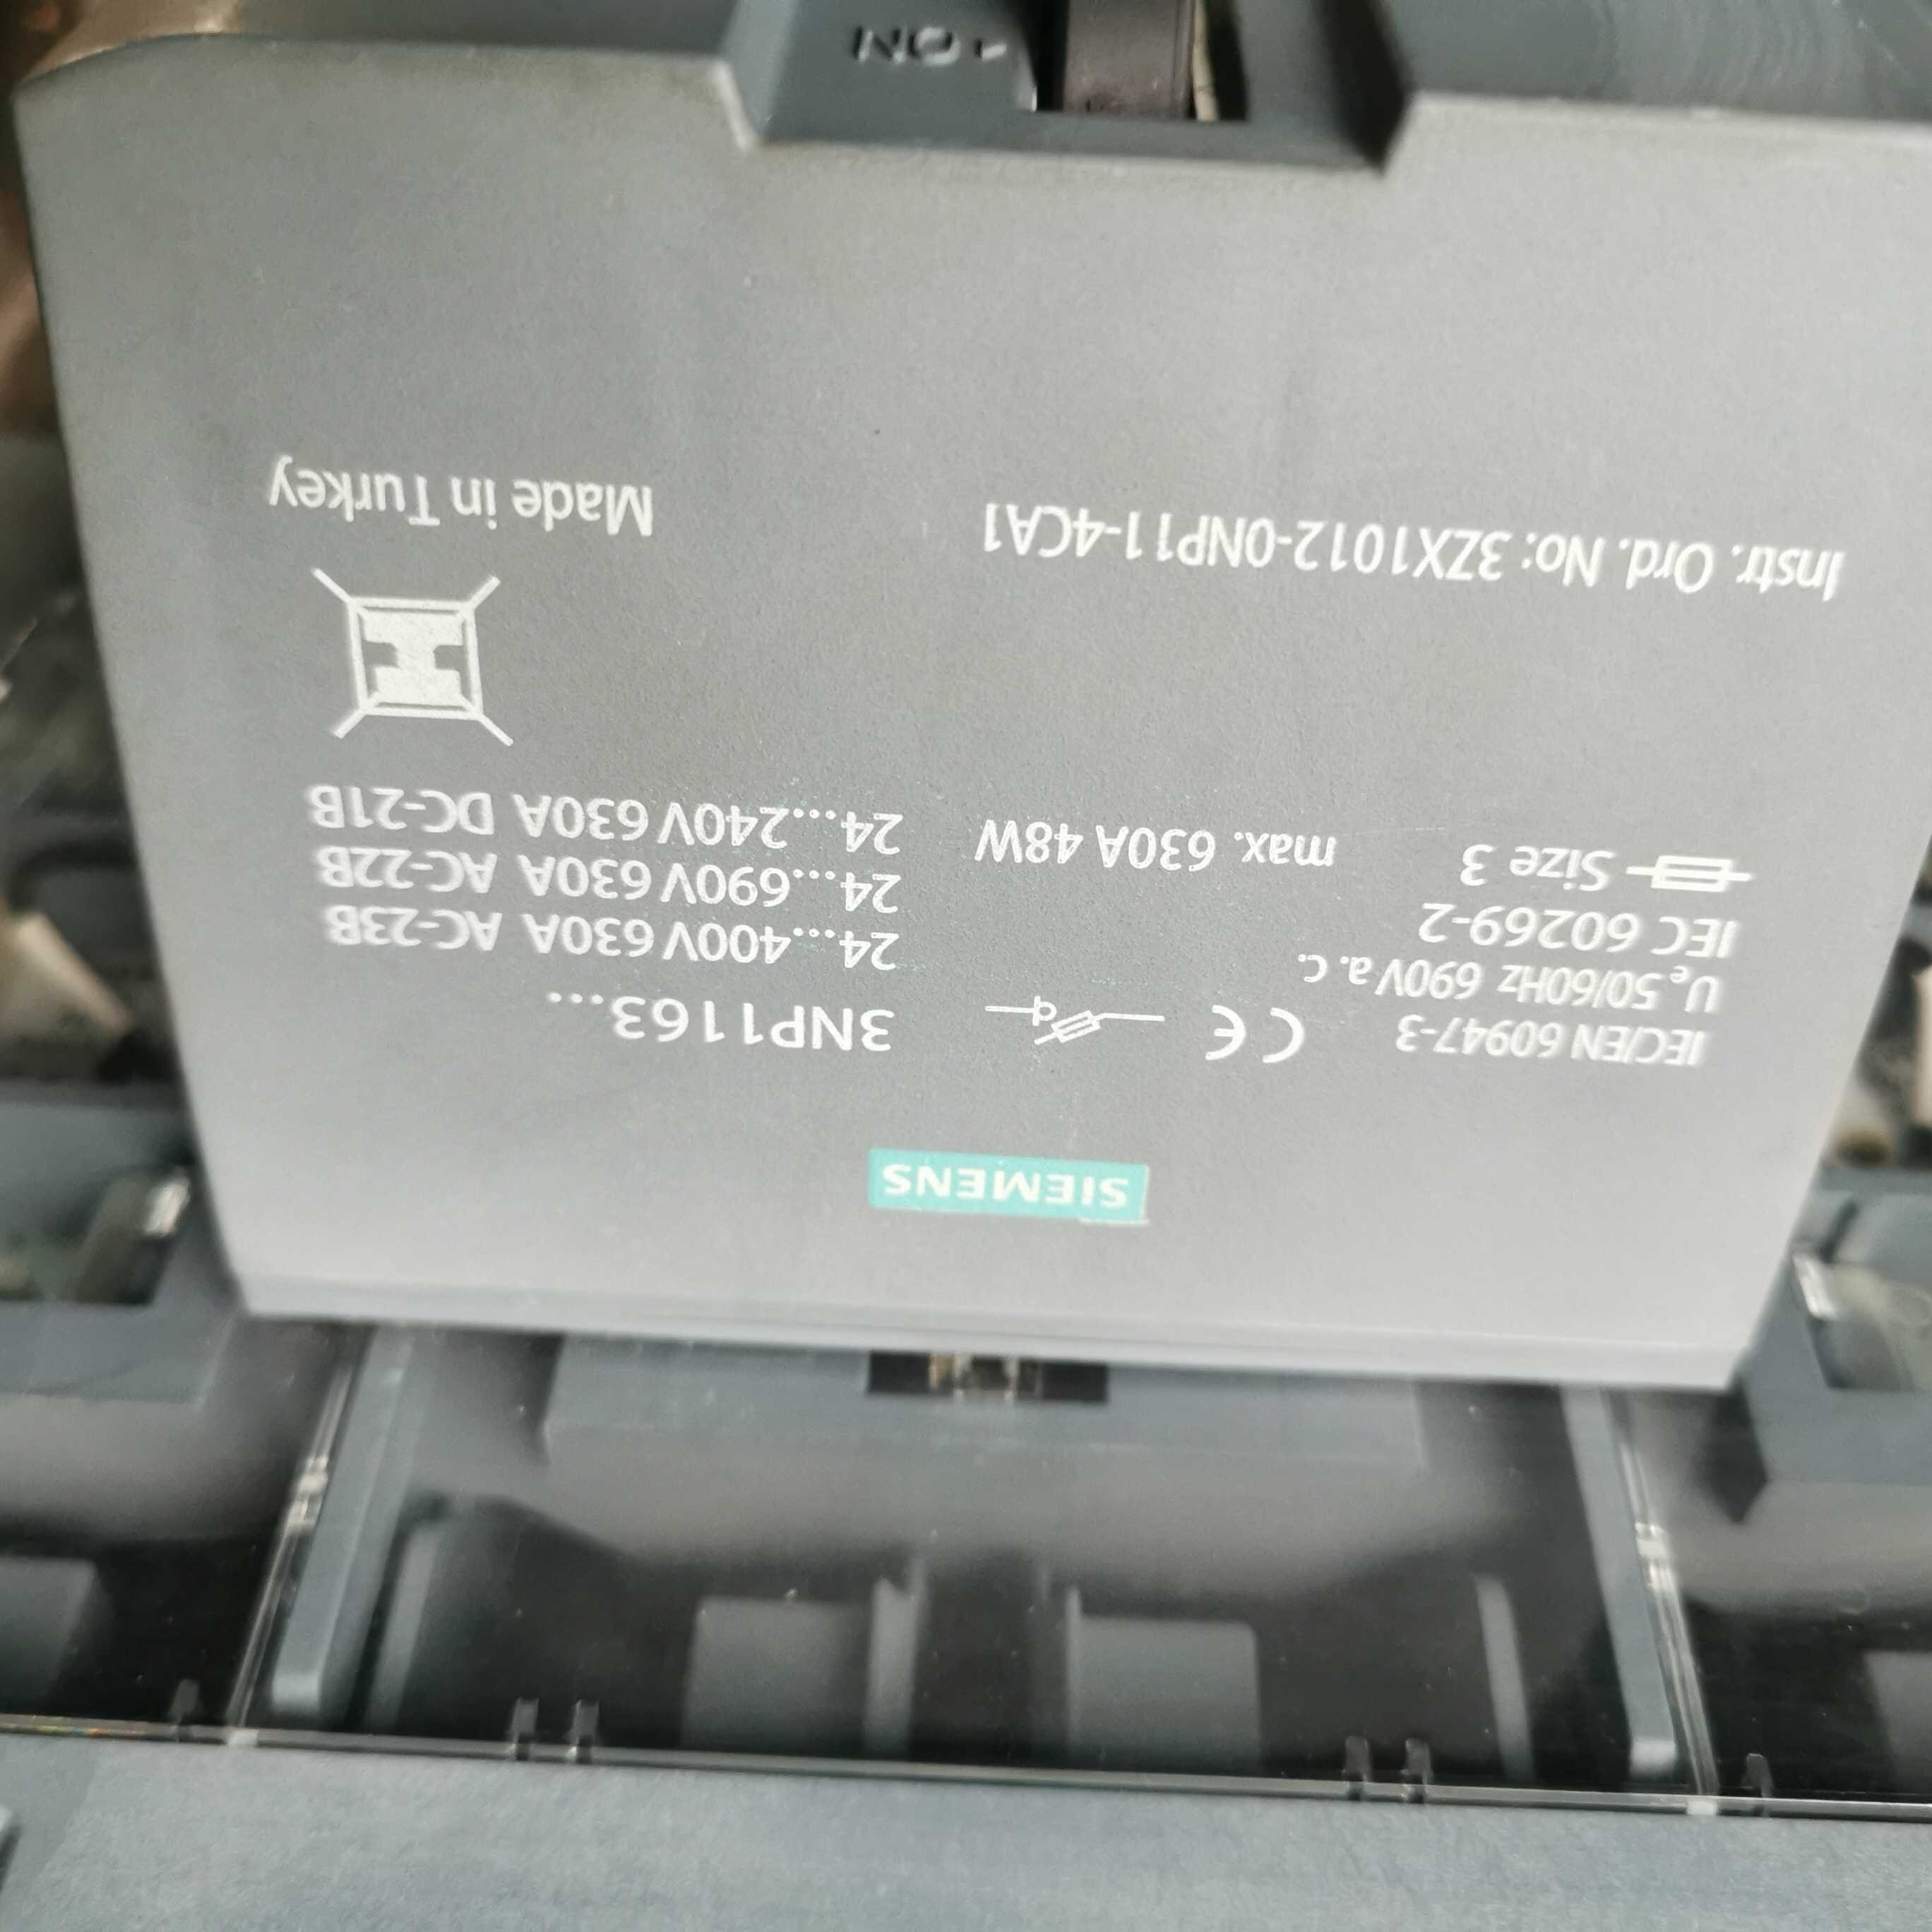 SIEMENS
IEC/EN 60947-3
Ue 50/60Hz 690V a. c.
IEC 60269-2
Size 3
CE
max. 630A 48W
3NP1163...
24...400V 630A AC-23B
24...690V 630A AC-22B
24...240V 630A DC-21B
Instr. Ord. No: 3ZX1012-0NP11-4CA1
Made in Turkey
ON